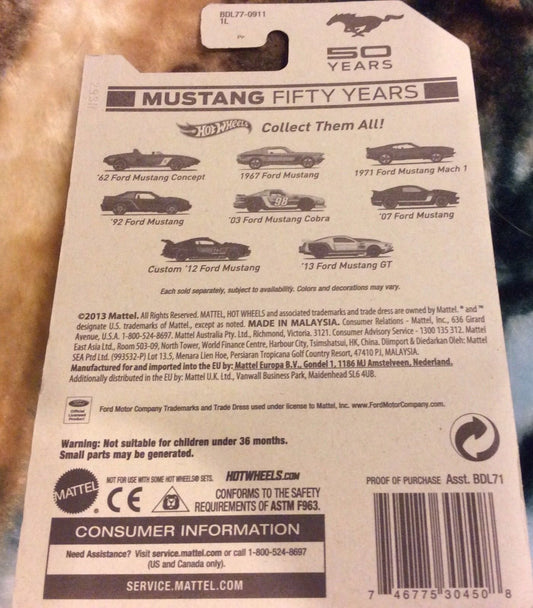 BDL77-0911
1L
50
YEARS
MUSTANG FIFTY YEARS
Hot Wheels Collect Them All!
'62 Ford Mustang Concept
1967 Ford Mustang
1971 Ford Mustang Mach 1
'92 Ford Mustang
98
'03 Ford Mustang Cobra
'07 Ford Mustang
Custom '12 Ford Mustang
'13 Ford Mustang GT
Each sold separately, subject to availability. Colors and decorations may vary.
©2013 Mattel. All Rights Reserved. MATTEL, HOT WHEELS and associated trademarks and trade dress are owned by Mattel. ® and ™
designate U.S. trademarks of Mattel, except as noted. MADE IN MALAYSIA. Consumer Relations - Mattel, Inc., 636 Girard
Avenue, U.S.A. 1-800-524-8697. Mattel Australia Pty. Ltd., Richmond, Victoria. 3121. Consumer Advisory Service - 1300 135 312. Mattel
East Asia Ltd., Room 503-09, North Tower, World Finance Centre, Harbour City, Tsimshatsui, HK, China. Diimport & Diedarkan Oleh: Mattel
SEA Ptd Ltd. (993532-P) Lot 13.5, Menara Lien Hoe, Persiaran Tropicana Golf Country Resort, 47410 PJ, MALAYSIA.
Manufactured for and imported into the EU by: Mattel Europa B.V., Gondel 1, 1186 MJ Amstelveen, Nederland.
Additionally distributed in the EU by: Mattel U.K. Ltd., Vanwall Business Park, Maidenhead SL6 4UB.
Ford
Official
Licensed
Product
Ford Motor Company Trademarks and Trade Dress used under license to Mattel, Inc. www.FordMotorCompany.com.
Warning: Not suitable for children under 36 months.
Small parts may be generated.
MATTEL
NOT FOR USE WITH SOME HOT WHEELS® SETS.
HOTWHEELS.COM
CE
CONFORMS TO THE SAFETY
REQUIREMENTS OF ASTM F963.
PROOF OF PURCHASE Asst. BDL71
CONSUMER INFORMATION
Need Assistance? Visit service.mattel.com or call 1-800-524-8697
(US and Canada only).
SERVICE.MATTEL.COM
7 46775 30450 8